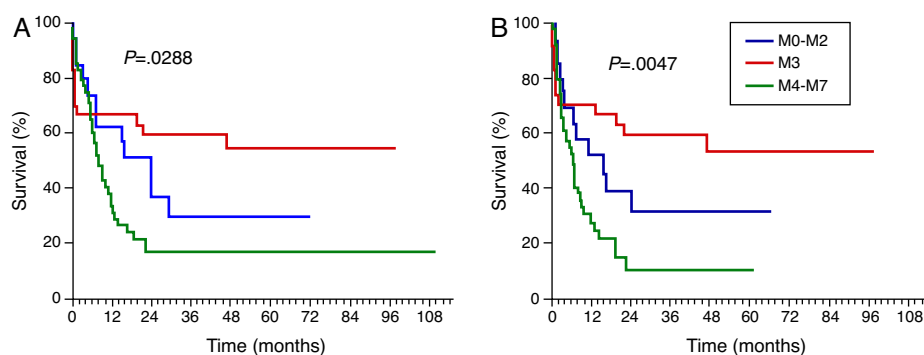 A
P=.0288
Survival (%)
100
80
60
40
20
0
0 12 24 36 48 60 72 84 96 108
Time (months)
B
P=.0047
M0-M2
M3
M4-M7
Survival (%)
100
80
60
40
20
0
0 12 24 36 48 60 72 84 96 108
Time (months)